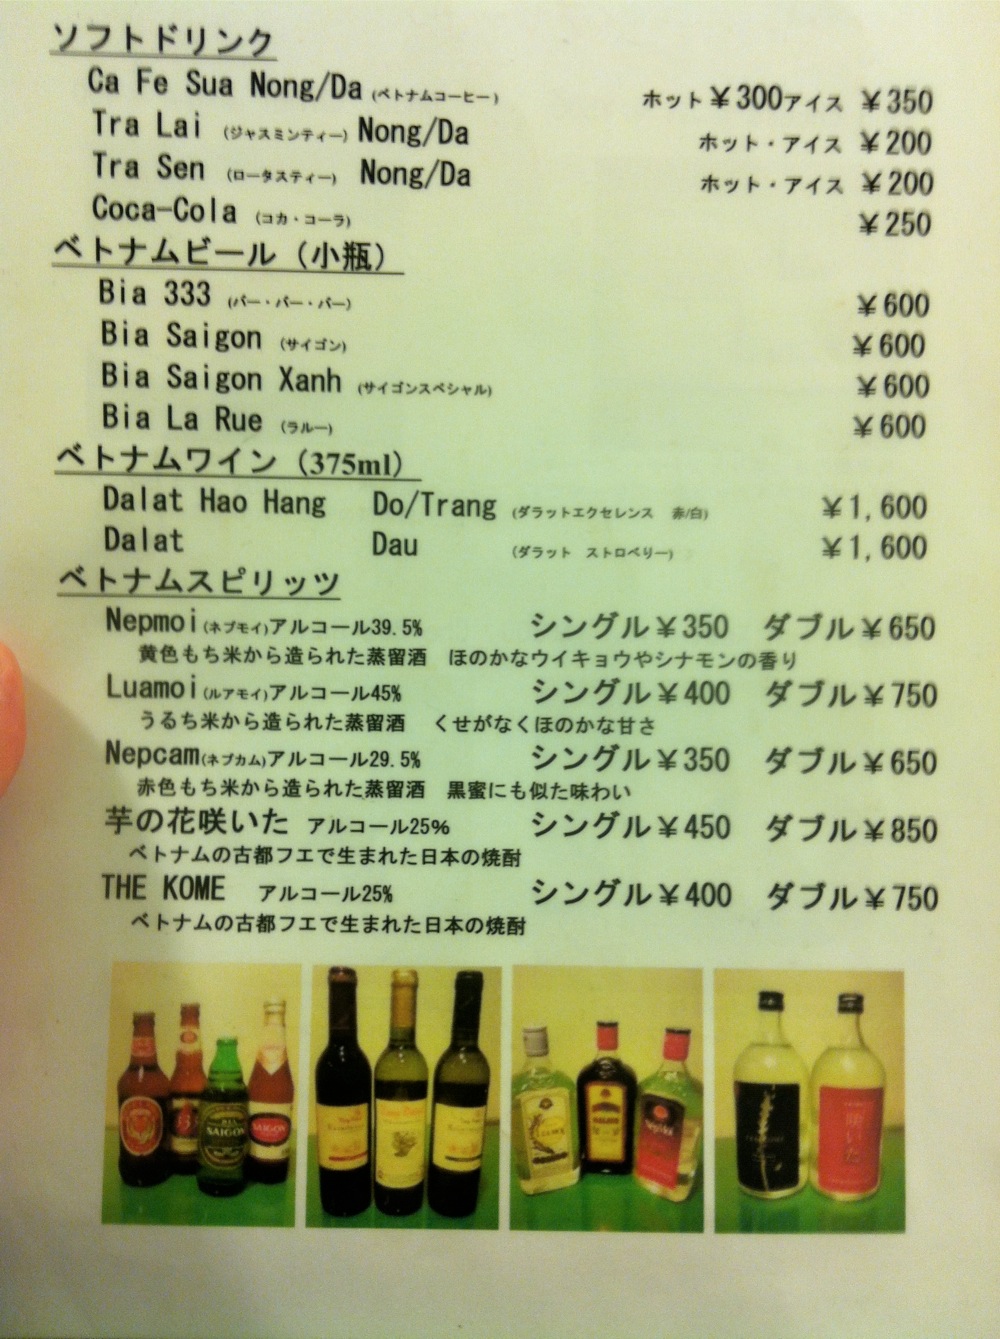 ソフトドリンク
Ca Fe Sua Nong/Da (ベトナムコーヒー) ホット¥300アイス ¥350
Tra Lai (ジャスミンティー) Nong/Da ホット・アイス ¥200
Tra Sen (ロータスティー) Nong/Da ホット・アイス ¥200
Coca-Cola (コカ・コーラ) ¥250
ベトナムビール(小瓶)
Bia 333 (バー・バー・バー) ¥600
Bia Saigon (サイゴン) ¥600
Bia Saigon Xanh (サイゴンスペシャル) ¥600
Bia La Rue (ラルー) ¥600
ベトナムワイン(375ml)
Dalat Hao Hang Do/Trang (ダラットエクセレンス 赤/白) ¥1,600
Dalat Dau (ダラット ストロベリー) ¥1,600
ベトナムスピリッツ
Nepmoi(ネプモイ)アルコール39.5% シングル¥350 ダブル¥650
黄色もち米から造られた蒸留酒 ほのかなウイキョウやシナモンの香り
Luamoi(ルアモイ)アルコール45% シングル¥400 ダブル¥750
うるち米から造られた蒸留酒 くせがなくほのかな甘さ
Nepcam(ネプカム)アルコール29.5% シングル¥350 ダブル¥650
赤色もち米から造られた蒸留酒 黒蜜にも似た味わい
芋の花咲いた アルコール25% シングル¥450 ダブル¥850
ベトナムの古都フエで生まれた日本の焼酎
THE KOME アルコール25% シングル¥400 ダブル¥750
ベトナムの古都フエで生まれた日本の焼酎
SAIGON
SAIGON
咲いた